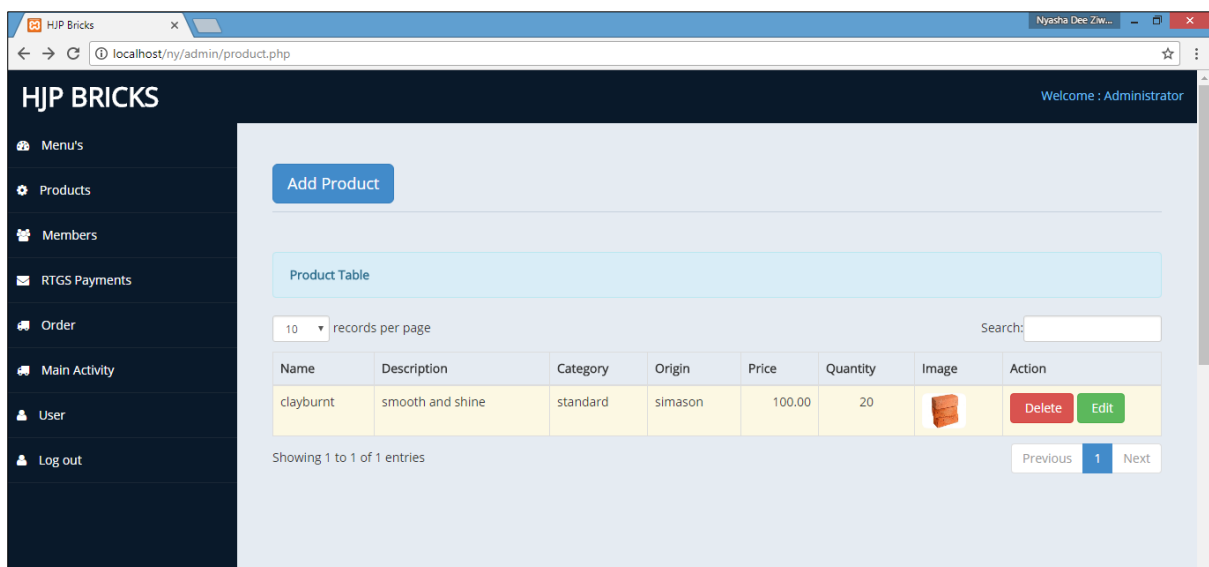 HJP Bricks
Nyasha Dee Ziw...
localhost/ny/admin/product.php
HJP BRICKS
Welcome : Administrator
Menu's
Products
Members
RTGS Payments
Order
Main Activity
User
Log out
Add Product
Product Table
10 records per page
Search:
Name Description Category Origin Price Quantity Image Action
clayburnt smooth and shine standard simason 100.00 20 Delete Edit
Showing 1 to 1 of 1 entries
Previous 1 Next